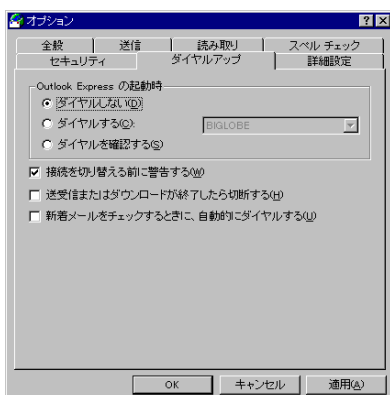 オプション
全般 送信 読み取り スペル チェック
セキュリティ ダイヤルアップ 詳細設定
Outlook Express の起動時
ダイヤルしない(D)
ダイヤルする(C): BIGLOBE
ダイヤルを確認する(S)
接続を切り替える前に警告する(W)
送受信またはダウンロードが終了したら切断する(H)
新着メールをチェックするときに、自動的にダイヤルする(U)
OK キャンセル 適用(A)